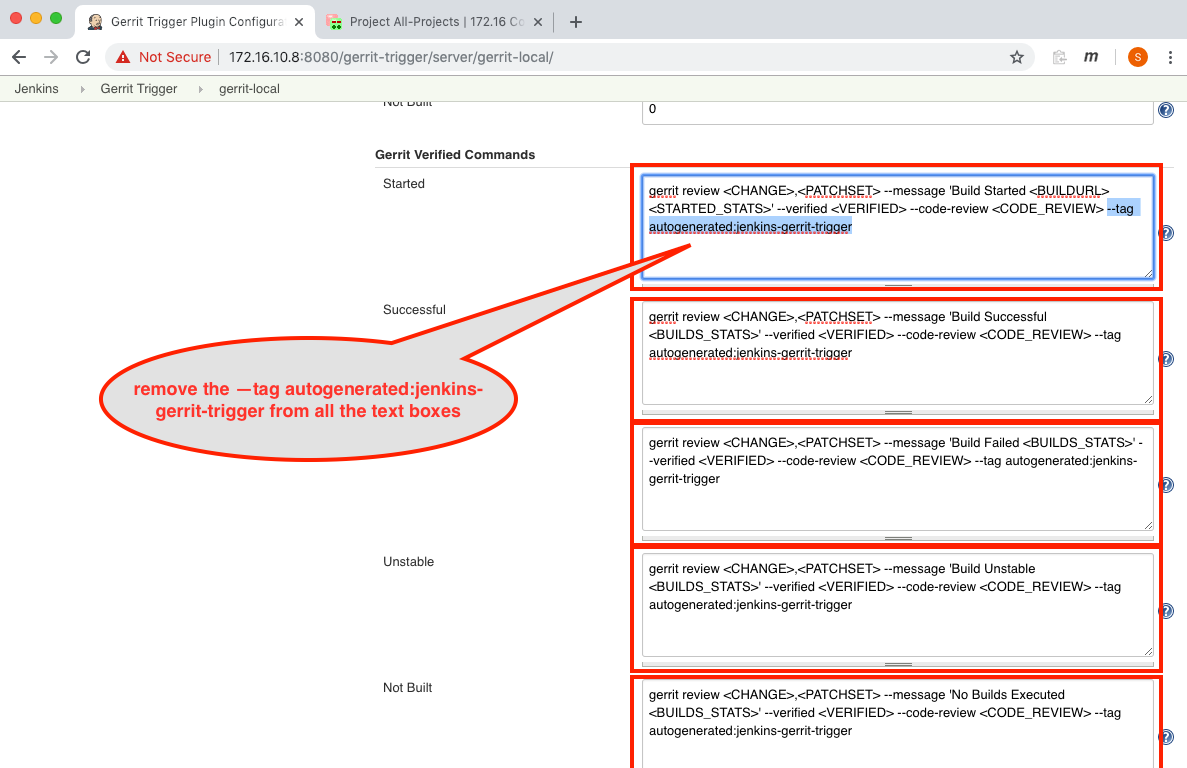 Gerrit Trigger Plugin Configura
Project All-Projects | 172.16 Co
Not Secure
172.16.10.8:8080/gerrit-trigger/server/gerrit-local/
m
S
Jenkins
Gerrit Trigger
gerrit-local
Not Built
0
Gerrit Verified Commands
Started
gerrit review <CHANGE>,<PATCHSET> --message 'Build Started <BUILDURL>
<STARTED_STATS>' --verified <VERIFIED> --code-review <CODE_REVIEW> --tag
autogenerated:jenkins-gerrit-trigger
Successful
gerrit review <CHANGE>,<PATCHSET> --message 'Build Successful
<BUILDS_STATS>' --verified <VERIFIED> --code-review <CODE_REVIEW> --tag
autogenerated:jenkins-gerrit-trigger
remove the —tag autogenerated:jenkins-
gerrit-trigger from all the text boxes
gerrit review <CHANGE>,<PATCHSET> --message 'Build Failed <BUILDS_STATS>' -
-verified <VERIFIED> --code-review <CODE_REVIEW> --tag autogenerated:jenkins-
gerrit-trigger
Unstable
gerrit review <CHANGE>,<PATCHSET> --message 'Build Unstable
<BUILDS_STATS>' --verified <VERIFIED> --code-review <CODE_REVIEW> --tag
autogenerated:jenkins-gerrit-trigger
Not Built
gerrit review <CHANGE>,<PATCHSET> --message 'No Builds Executed
<BUILDS_STATS>' --verified <VERIFIED> --code-review <CODE_REVIEW> --tag
autogenerated:jenkins-gerrit-trigger